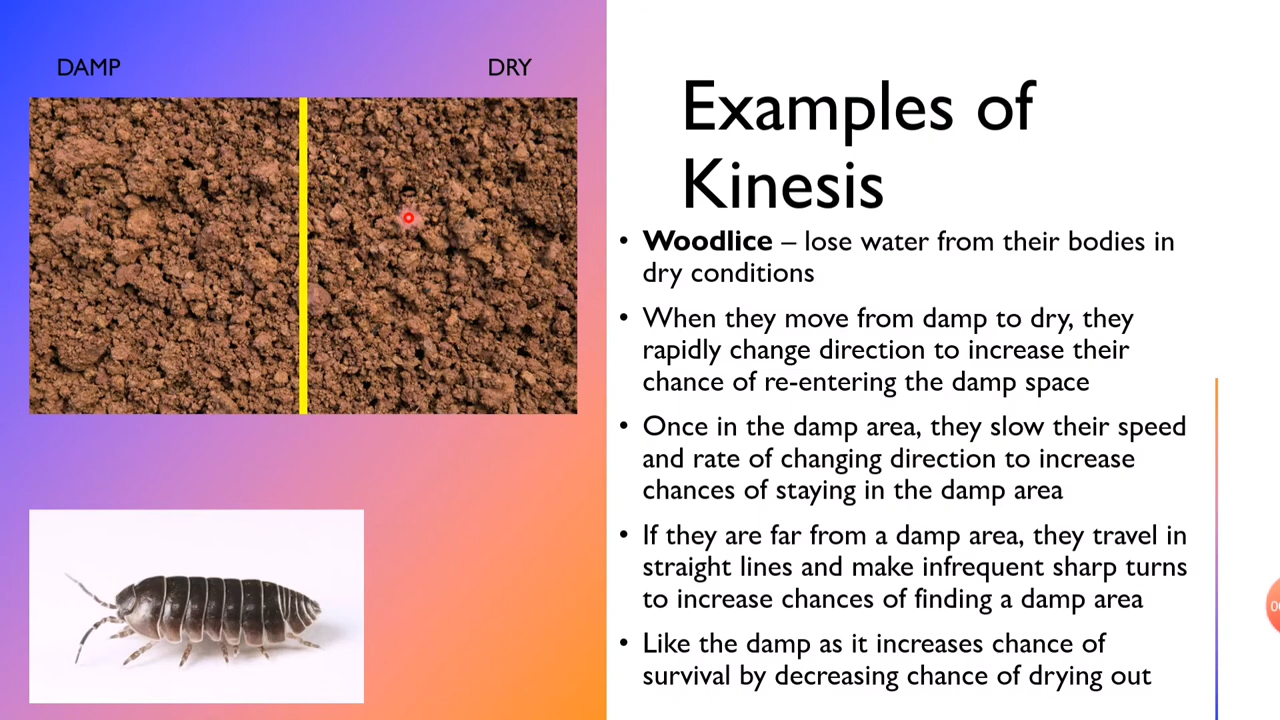 DAMP
DRY
Examples of
Kinesis
• Woodlice – lose water from their bodies in
dry conditions
• When they move from damp to dry, they
rapidly change direction to increase their
chance of re-entering the damp space
• Once in the damp area, they slow their speed
and rate of changing direction to increase
chances of staying in the damp area
• If they are far from a damp area, they travel in
straight lines and make infrequent sharp turns
to increase chances of finding a damp area
• Like the damp as it increases chance of
survival by decreasing chance of drying out